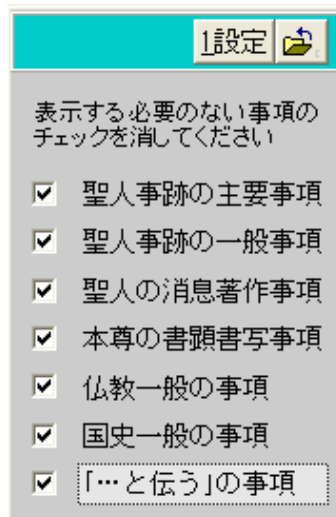 1設定
表示する必要のない事項の
チェックを消してください
聖人事跡の主要事項
聖人事跡の一般事項
聖人の消息著作事項
本尊の書顕書写事項
仏教一般の事項
国史一般の事項
「…と伝う」の事項